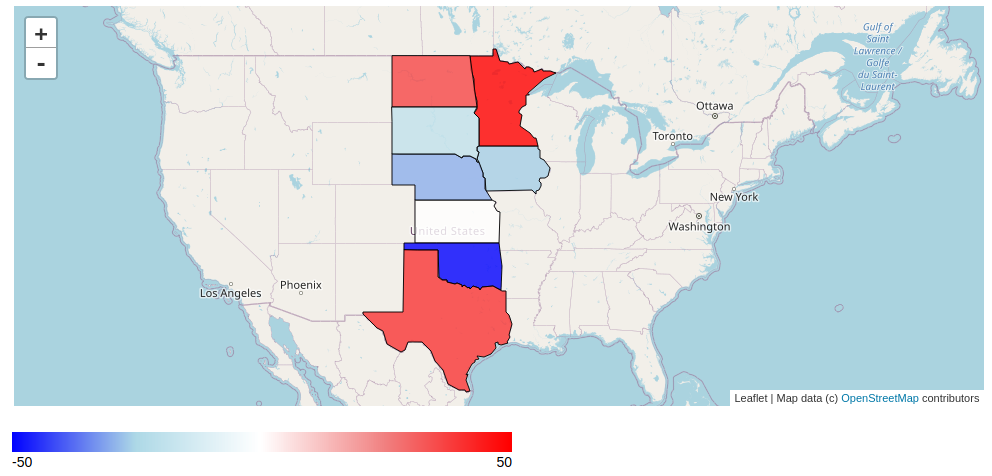 +
-
Gulf of
Saint
Lawrence /
Golfe
du Saint-
Laurent
Ottawa
Toronto
New York
Washington
United States
Phoenix
Los Angeles
Leaflet | Map data (c) OpenStreetMap contributors
-50 50